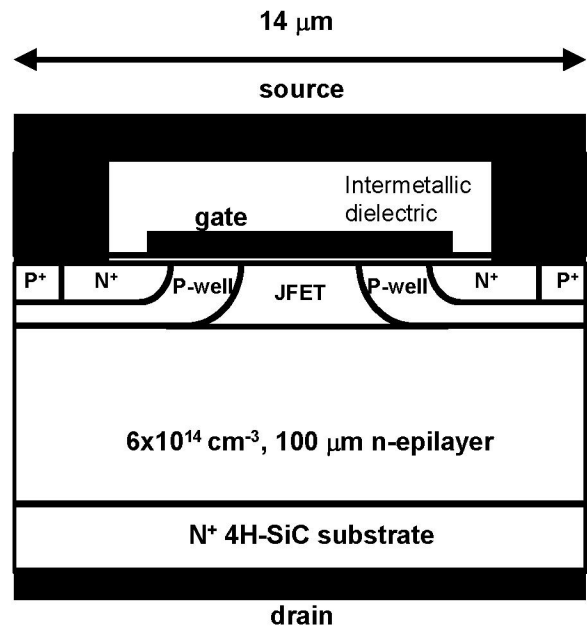 14 μm
source
Intermetallic
dielectric
gate
P+ N+ P-well JFET P-well N+ P+
6x10¹⁴ cm⁻³, 100 μm n-epilayer
N⁺ 4H-SiC substrate
drain